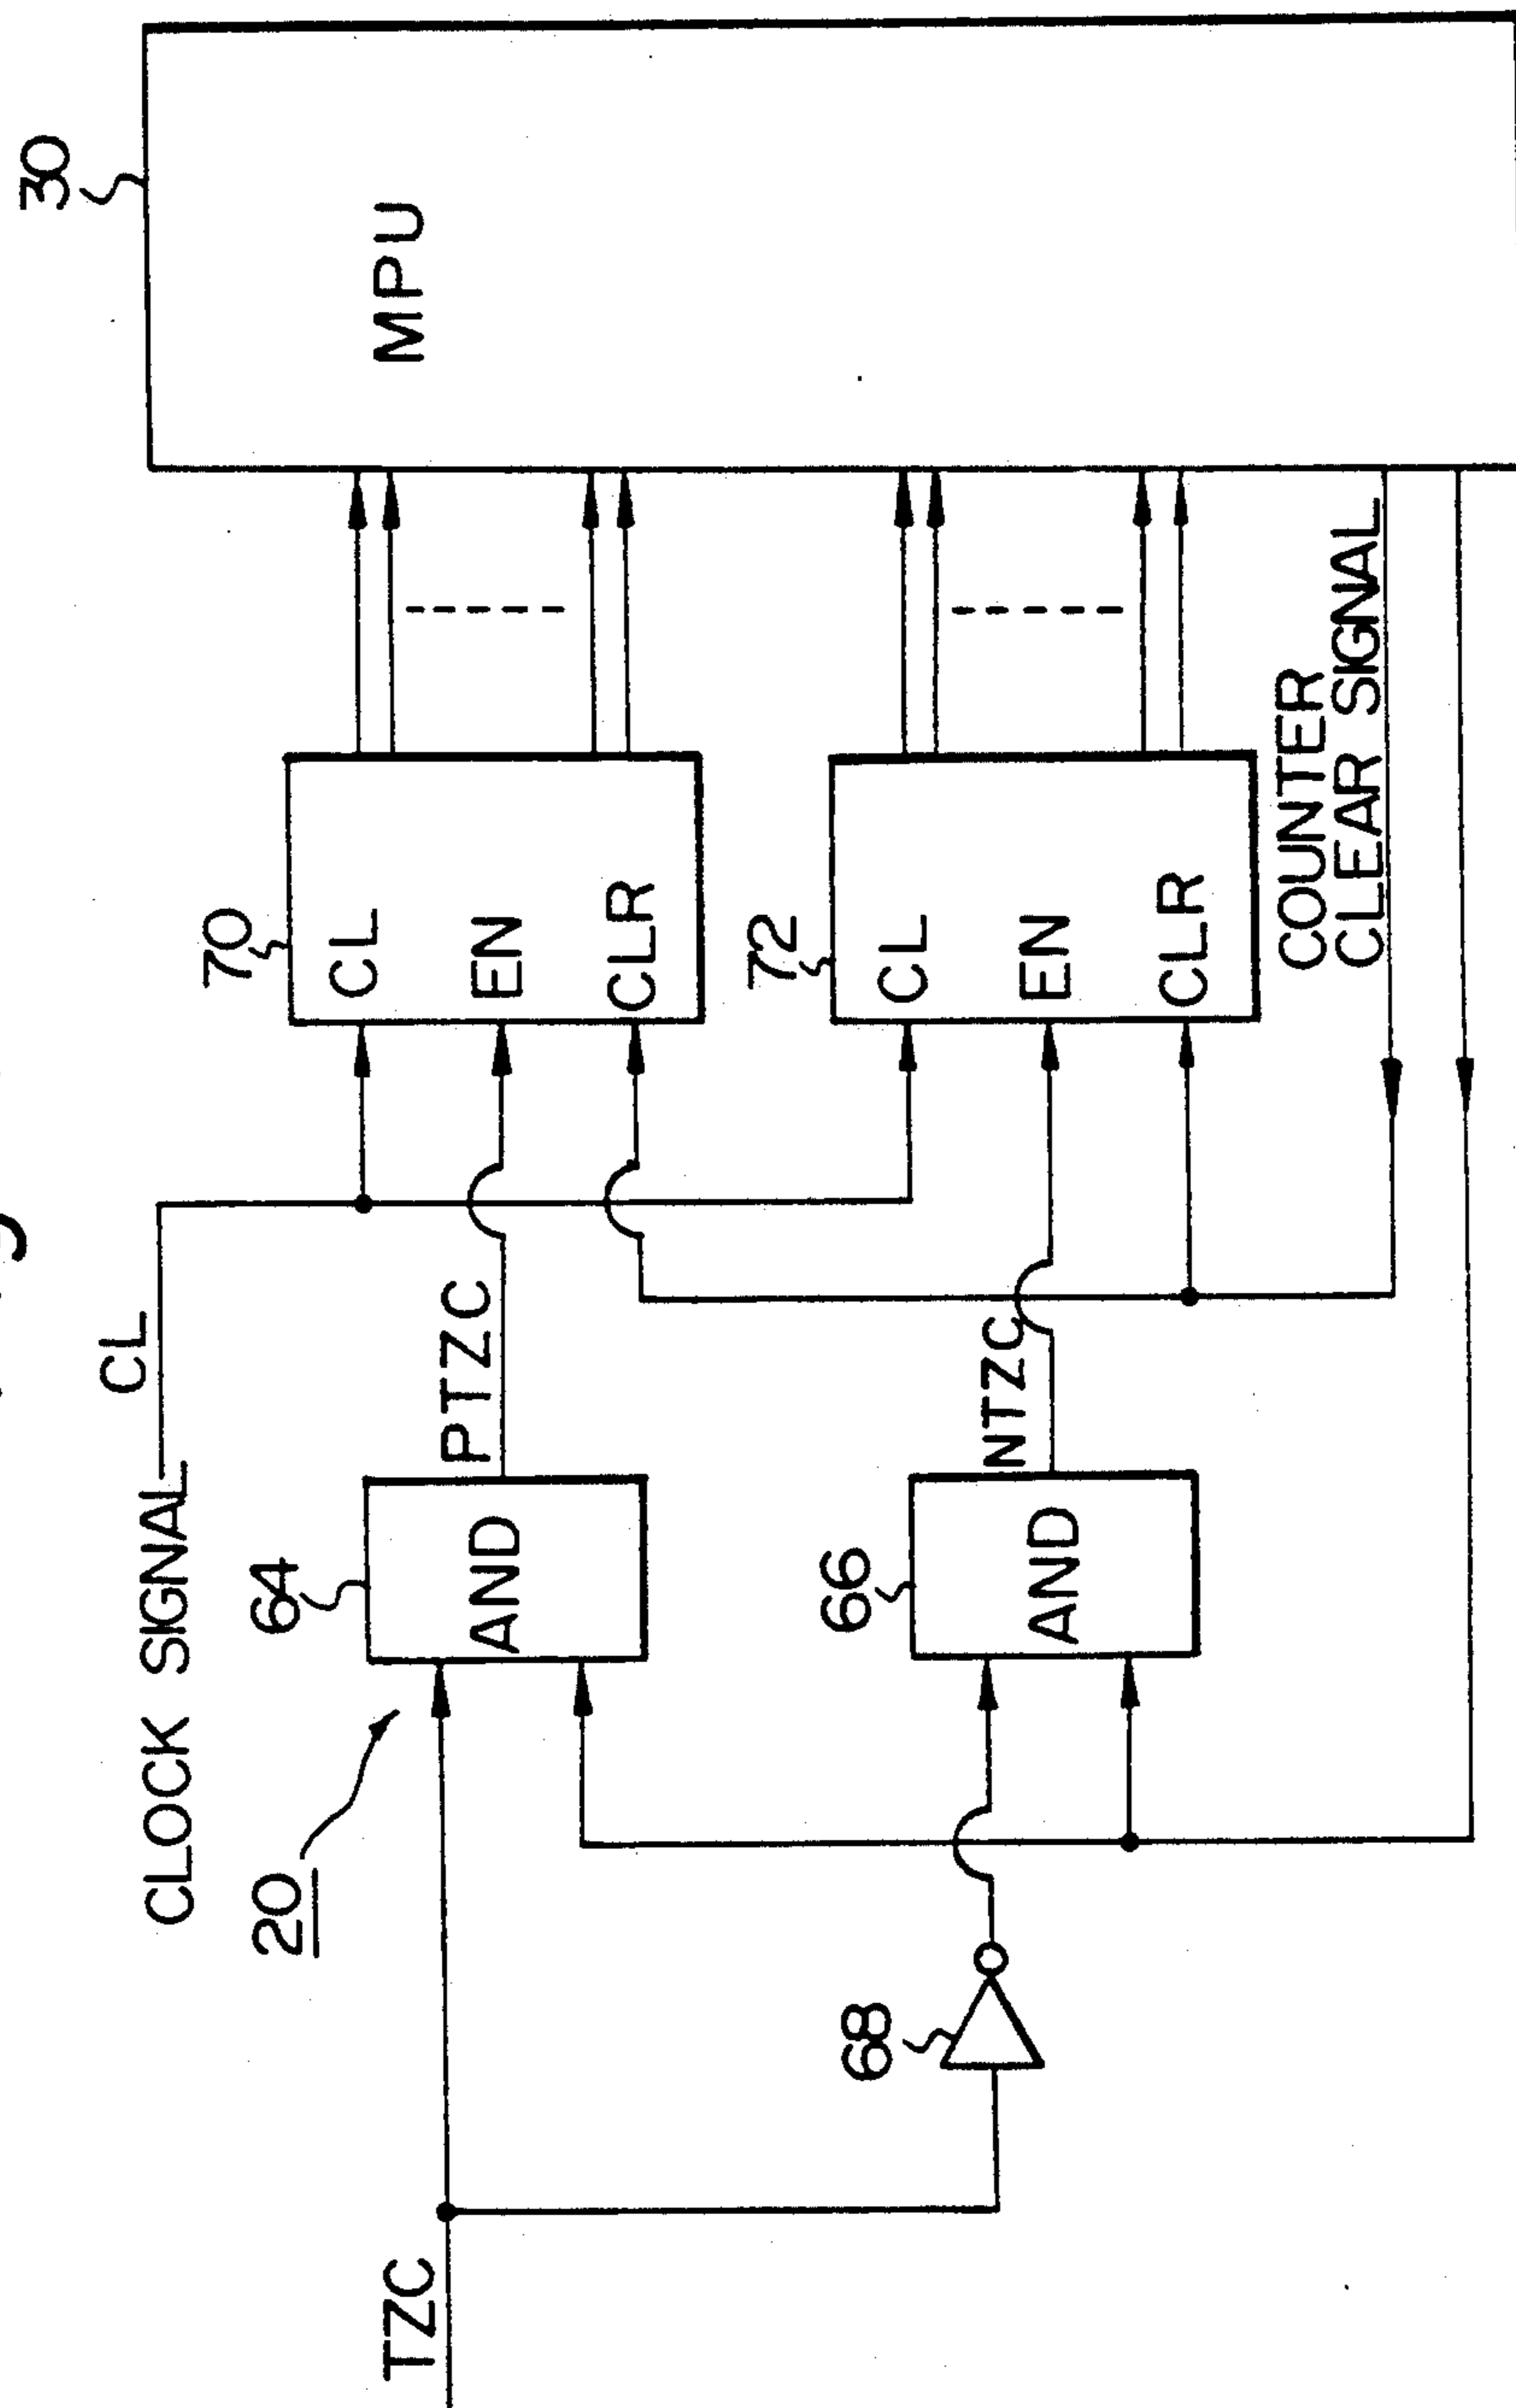 30
MPU
70
CL
EN
CLR
72
CL
EN
CLR
COUNTER
CLEAR SIGNAL
CL
CLOCK SIGNAL
PTZC
NTZC
64
AND
66
AND
20
68
TZC